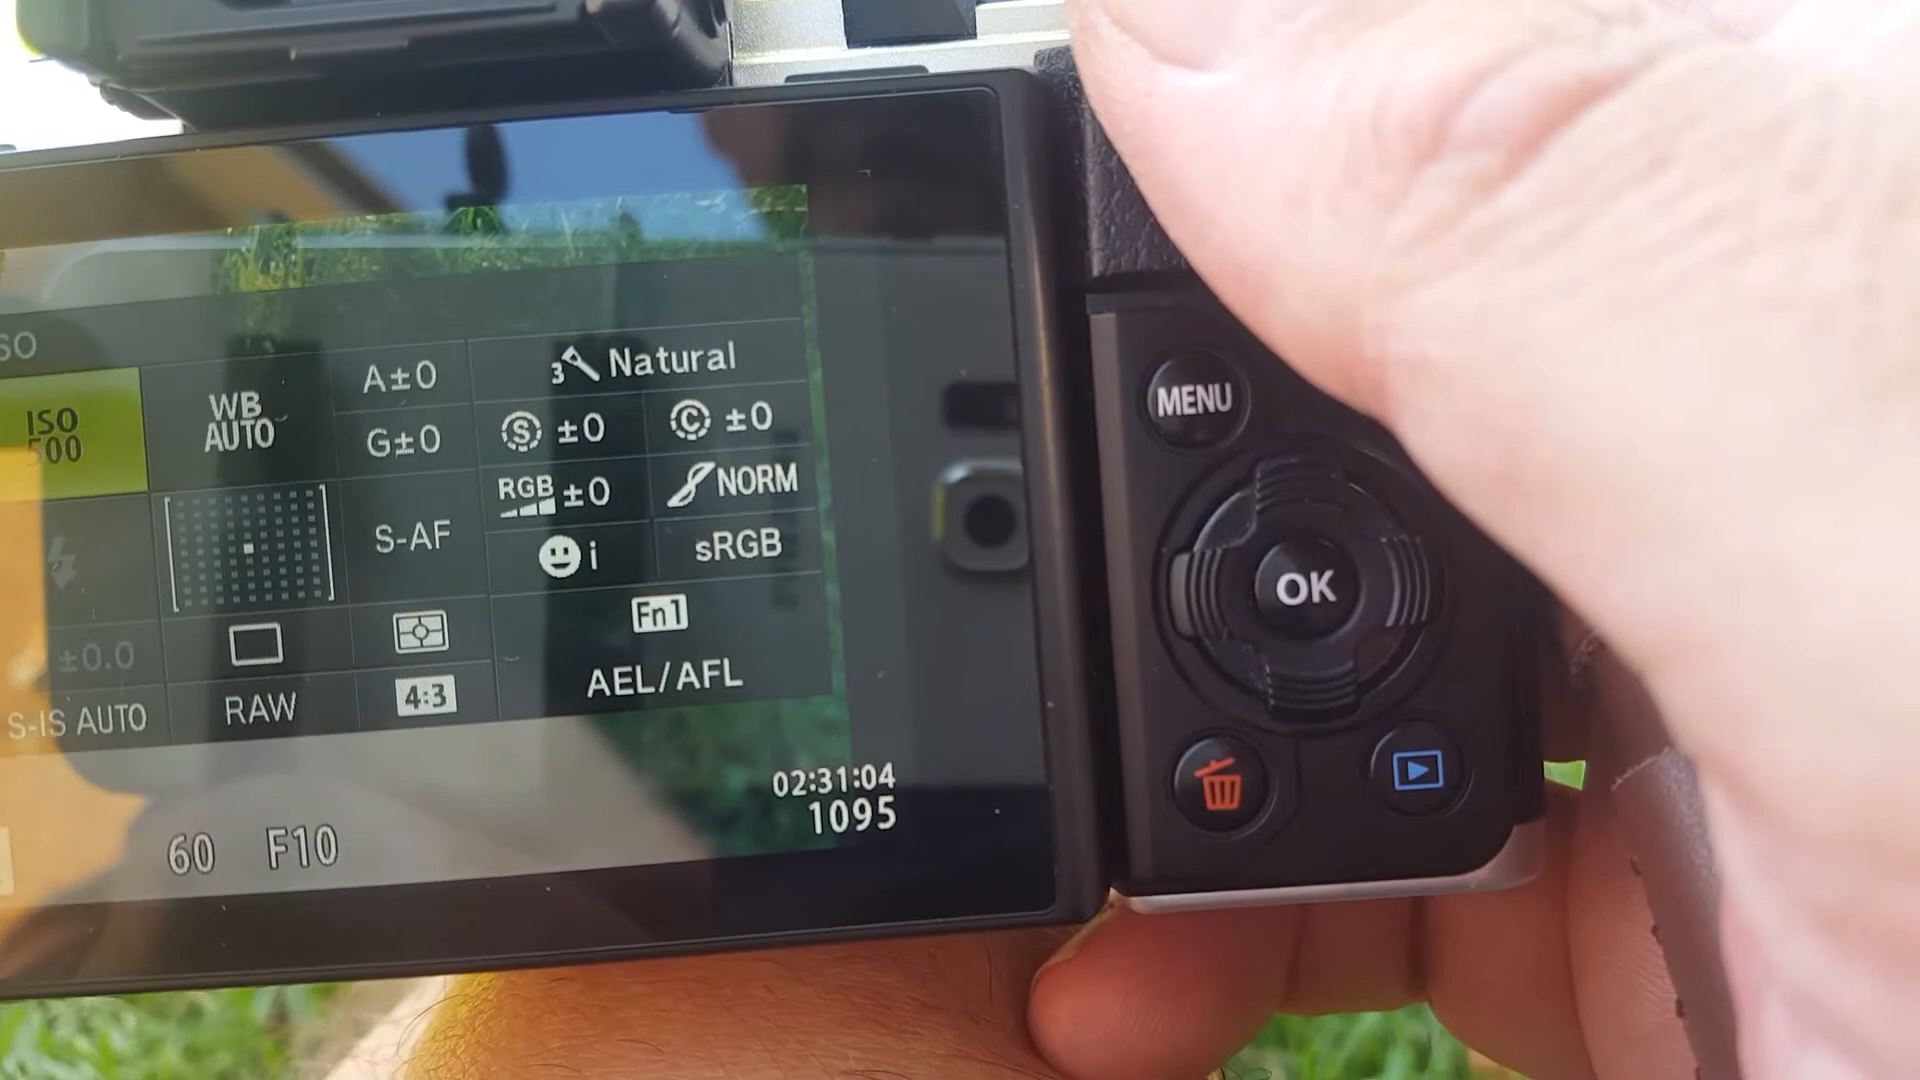 SO
ISO
500
WB
AUTO
A±0
G±0
3 Natural
S ±0
C ±0
RGB ±0
NORM
S-AF
i
sRGB
±0.0
Fn1
S-IS AUTO
RAW
4:3
AEL/AFL
02:31:04
1095
60 F10
MENU
OK